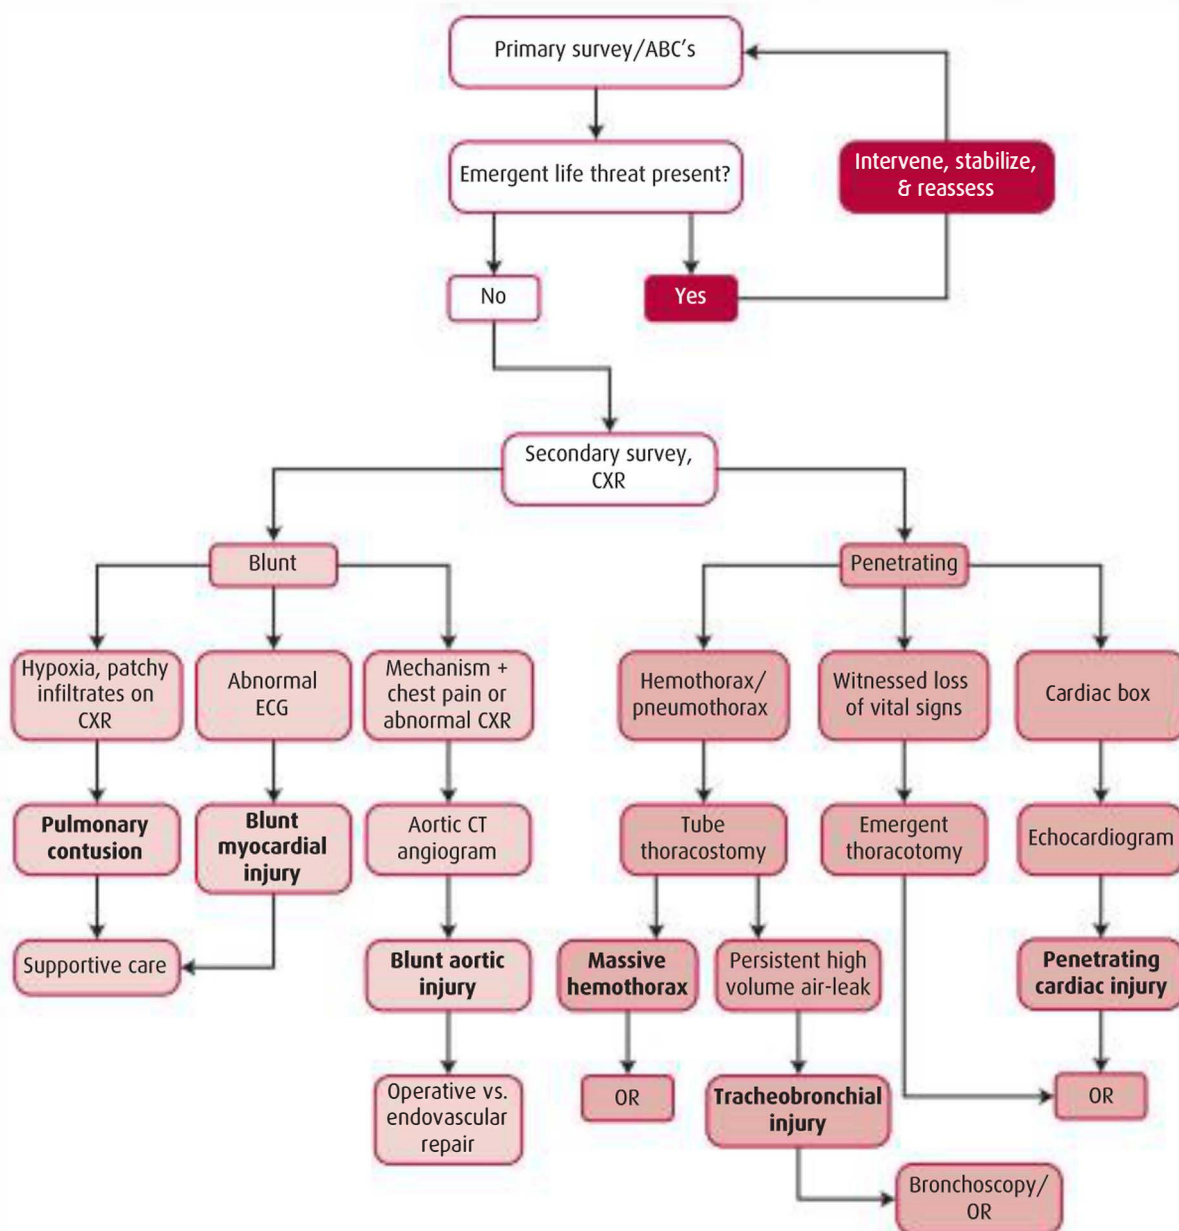 Primary survey/ABC's
Emergent life threat present?
Intervene, stabilize,
& reassess
No
Yes
Secondary survey,
CXR
Blunt
Penetrating
Hypoxia, patchy
infiltrates on
CXR
Abnormal
ECG
Mechanism +
chest pain or
abnormal CXR
Hemothorax/
pneumothorax
Witnessed loss
of vital signs
Cardiac box
Pulmonary
contusion
Blunt
myocardial
injury
Aortic CT
angiogram
Tube
thoracostomy
Emergent
thoracotomy
Echocardiogram
Supportive care
Blunt aortic
injury
Massive
hemothorax
Persistent high
volume air-leak
Penetrating
cardiac injury
Operative vs.
endovascular
repair
OR
Tracheobronchial
injury
OR
Bronchoscopy/
OR